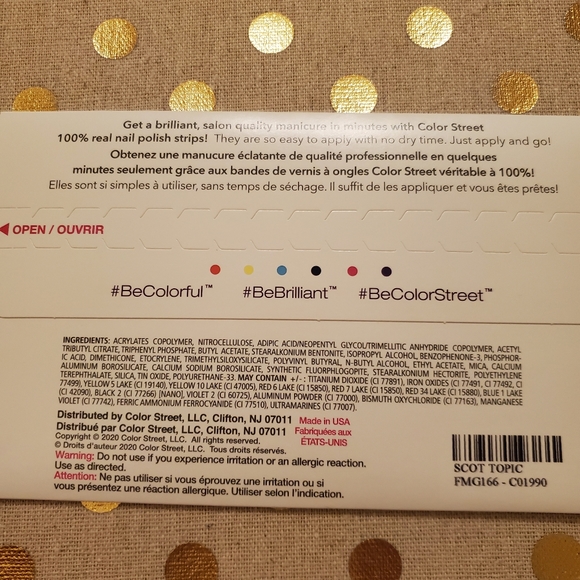 Get a brilliant, salon quality manicure in minutes with Color Street
100% real nail polish strips! They are so easy to apply with no dry time. Just apply and go!
Obtenez une manucure éclatante de qualité professionnelle en quelques
minutes seulement grâce aux bandes de vernis à ongles Color Street véritable à 100%!
Elles sont si simples à utiliser, sans temps de séchage. Il suffit de les appliquer et vous êtes prêtes!
OPEN / OUVRIR
#BeColorful™ #BeBrilliant™ #BeColorStreet™
INGREDIENTS: ACRYLATES COPOLYMER, NITROCELLULOSE, ADIPIC ACID/NEOPENTYL GLYCOL/TRIMELLITIC ANHYDRIDE COPOLYMER, ACETYL
TRIBUTYL CITRATE, TRIPHENYL PHOSPHATE, BUTYL ACETATE, STEARALKONIUM BENTONITE, ISOPROPYL ALCOHOL, BENZOPHENONE-3, PHOSPHOR-
IC ACID, DIMETHICONE, ETOCRYLENE, TRIMETHYLSILOXYSILICATE, POLYVINYL BUTYRAL, N-BUTYL ALCOHOL, ETHYL ACETATE, MICA, CALCIUM
ALUMINUM BOROSILICATE, CALCIUM SODIUM BOROSILICATE, SYNTHETIC FLUORPHLOGOPITE, STEARALKONIUM HECTORITE, POLYETHYLENE
TEREPHTHALATE, SILICA, TIN OXIDE, POLYURETHANE-33. MAY CONTAIN +/- : TITANIUM DIOXIDE (CI 77891), IRON OXIDES (CI 77491, CI 77492, CI
77499), YELLOW 5 LAKE (CI 19140), YELLOW 10 LAKE (CI 47005), RED 6 LAKE (CI 15850), RED 7 LAKE (CI 15850), RED 34 LAKE (CI 15880), BLUE 1 LAKE
(CI 42090), BLACK 2 (CI 77266) [NANO], VIOLET 2 (CI 60725), ALUMINUM POWDER (CI 77000), BISMUTH OXYCHLORIDE (CI 77163), MANGANESE
VIOLET (CI 77742), FERRIC AMMONIUM FERROCYANIDE (CI 77510), ULTRAMARINES (CI 77007).
Distributed by Color Street, LLC, Clifton, NJ 07011 Made in USA
Distribué par Color Street, LLC, Clifton, NJ 07011 Fabriquées aux
Copyright © 2020 Color Street, LLC. All rights reserved. ÉTATS-UNIS
© Droits d'auteur 2020 Color Street, LLC. Tous droits réservés.
Warning: Do not use if you experience irritation or an allergic reaction.
Use as directed.
Attention: Ne pas utiliser si vous éprouvez une irritation ou si
vous présentez une réaction allergique. Utiliser selon l'indication.
SCOT TOPIC
FMG166 - C01990